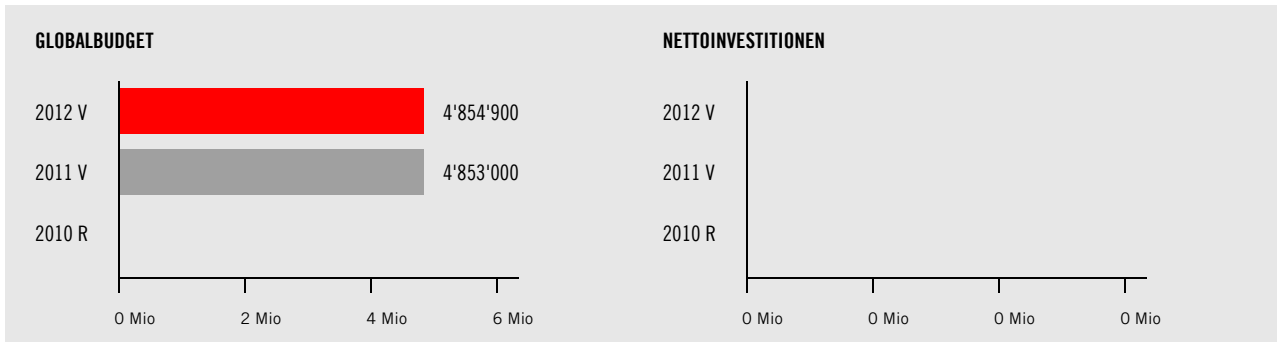 GLOBALBUDGET
2012 V 4'854'900
2011 V 4'853'000
2010 R
0 Mio 2 Mio 4 Mio 6 Mio
NETTOINVESTITIONEN
2012 V
2011 V
2010 R
0 Mio 0 Mio 0 Mio 0 Mio